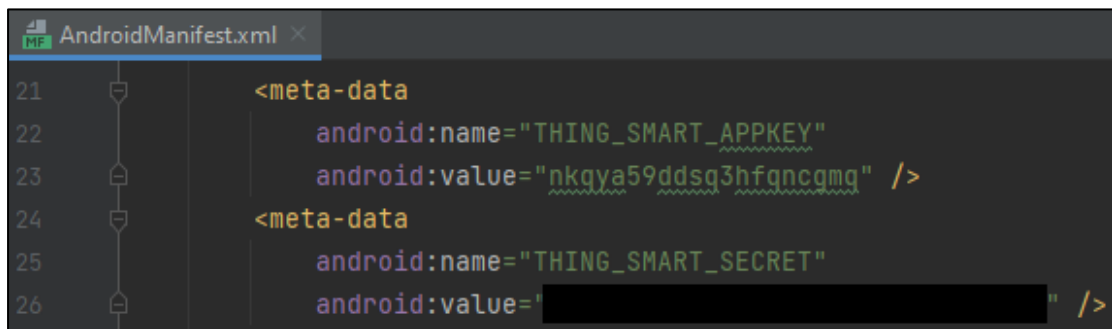 MF AndroidManifest.xml ×
21 <meta-data
22 android:name="THING_SMART_APPKEY"
23 android:value="nkqya59ddsq3hfqncgmq" />
24 <meta-data
25 android:name="THING_SMART_SECRET"
26 android:value=" " />